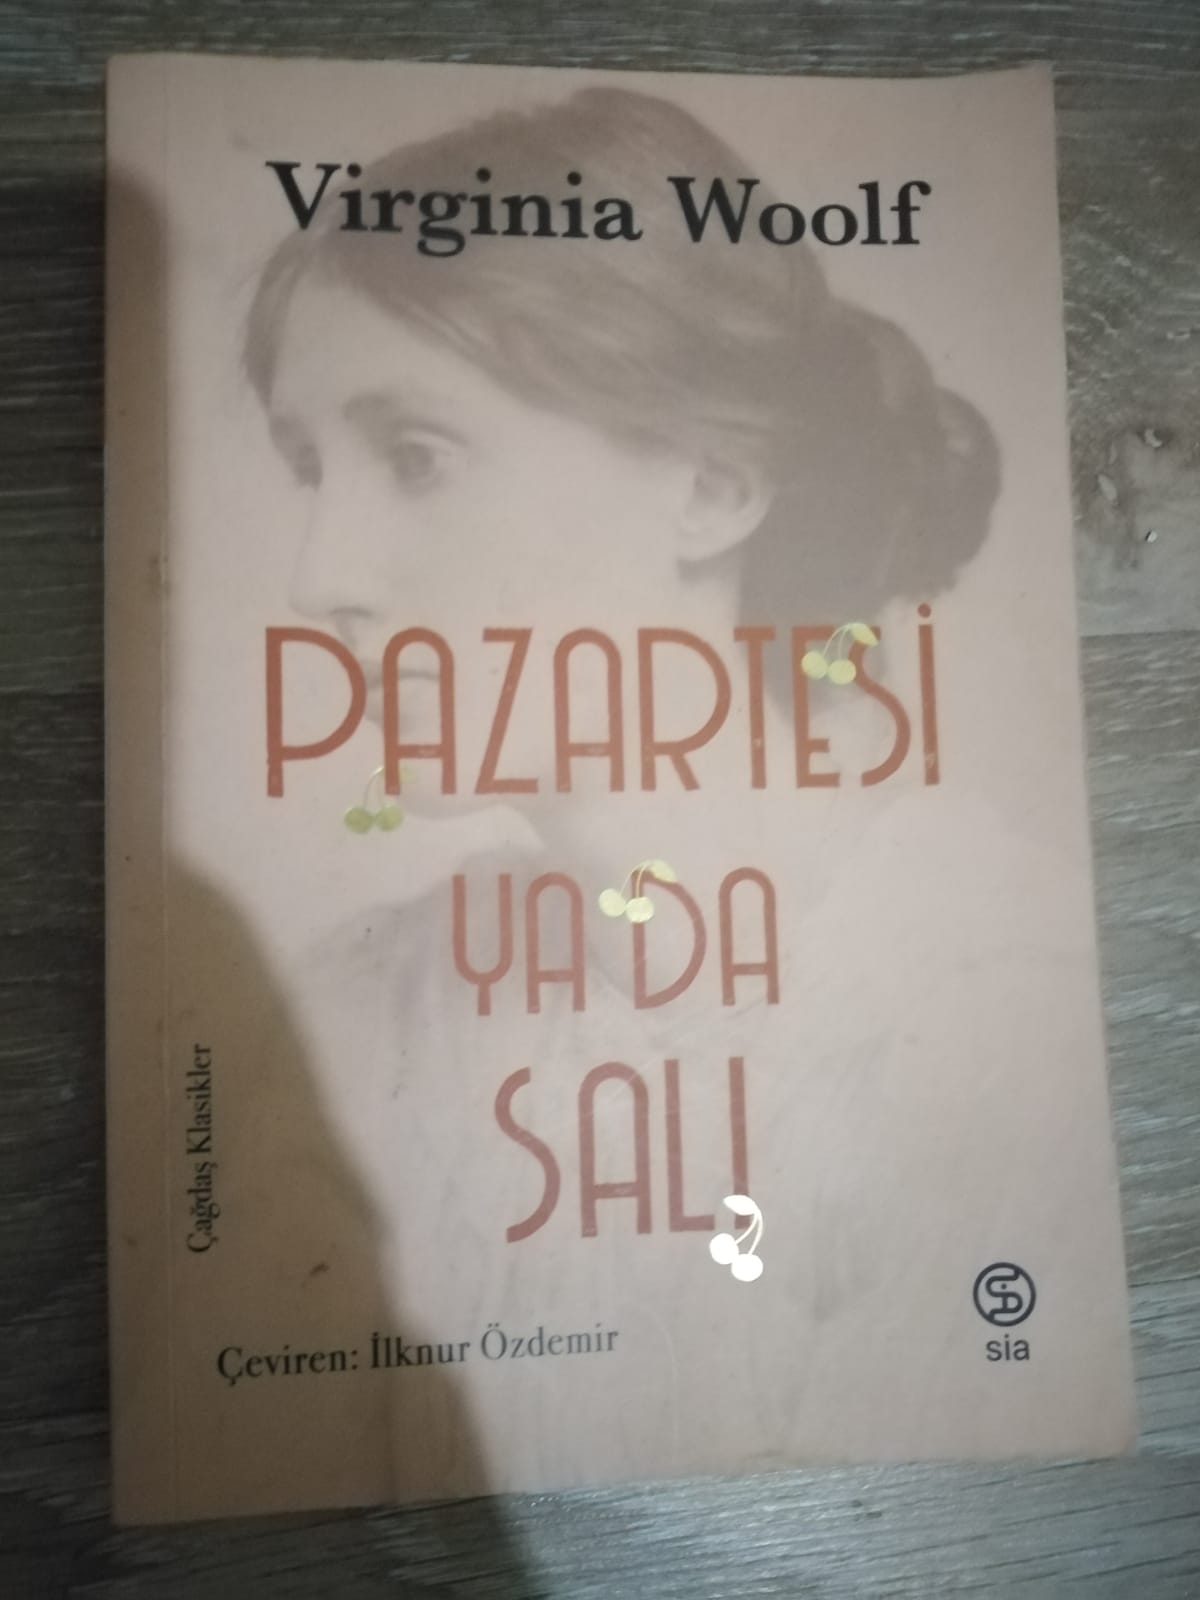 Virginia Woolf
PAZARTESİ
YA DA
SALI
Çağdaş Klasikler
Çeviren: İlknur Özdemir
sia